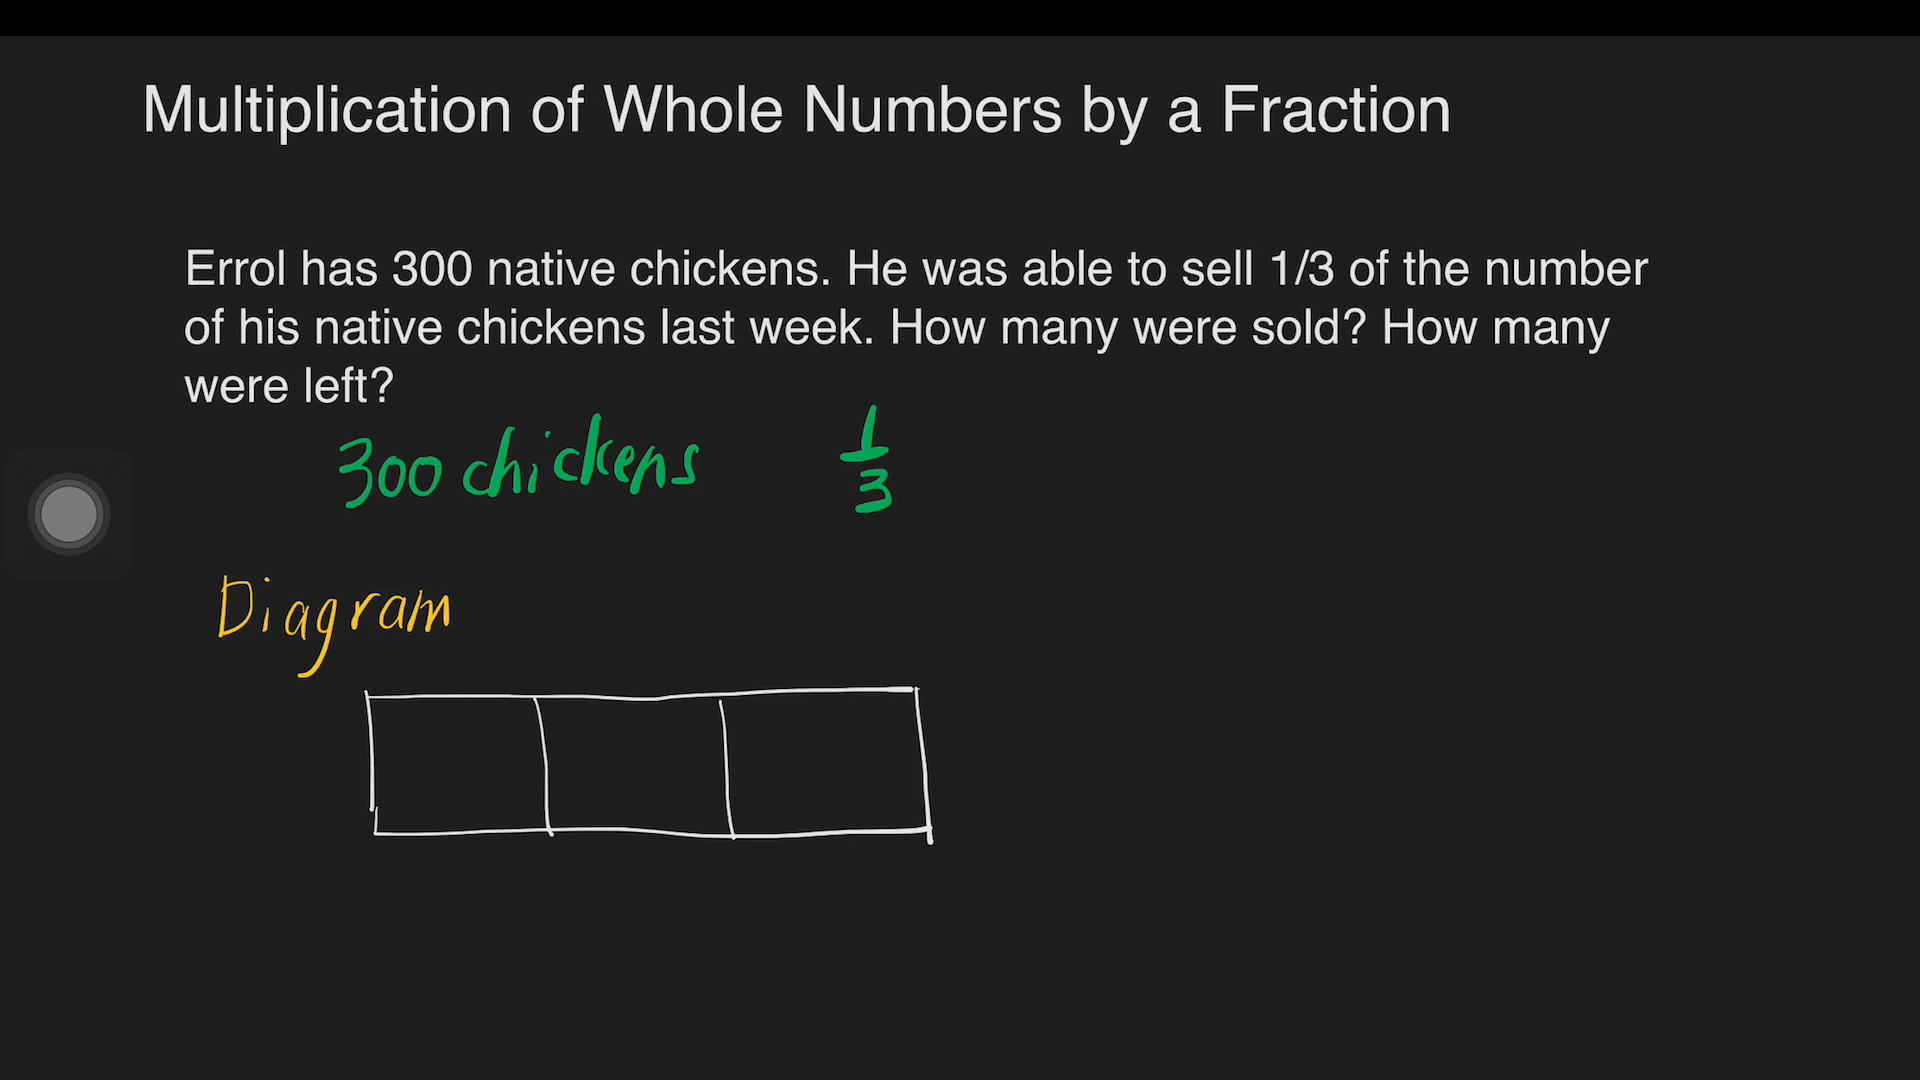 Multiplication of Whole Numbers by a Fraction
Errol has 300 native chickens. He was able to sell 1/3 of the number
of his native chickens last week. How many were sold? How many
were left?
300 chickens 1/3
Diagram